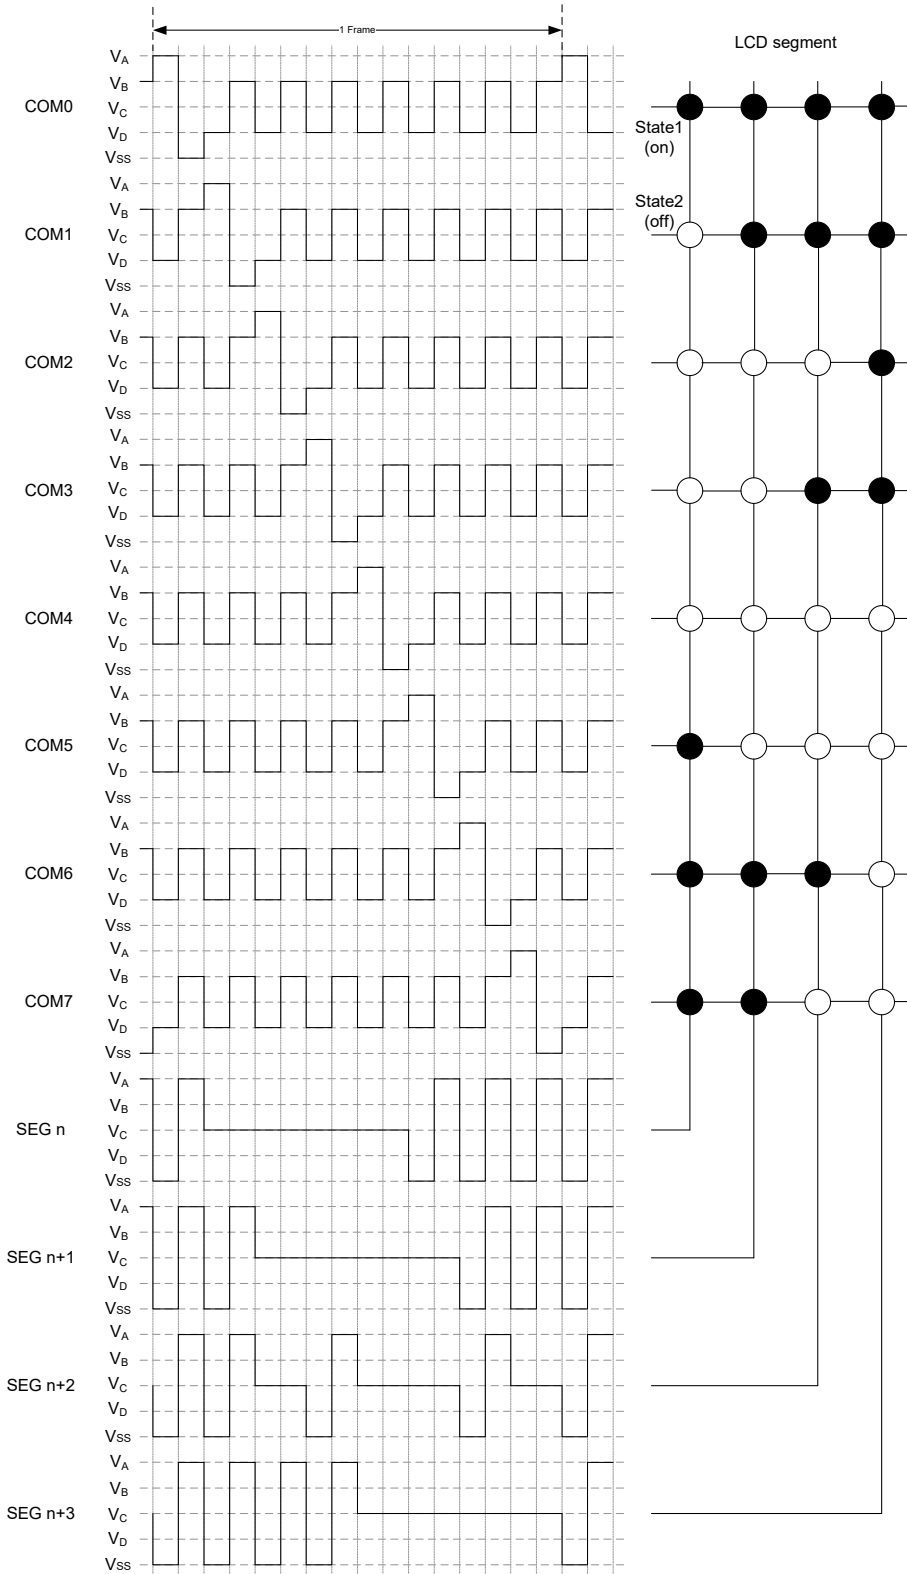 1 Frame
LCD segment
COM0
VA
VB
VC
VD
VSS
State1
(on)
COM1
VA
VB
VC
VD
VSS
State2
(off)
COM2
VA
VB
VC
VD
VSS
COM3
VA
VB
VC
VD
VSS
COM4
VA
VB
VC
VD
VSS
COM5
VA
VB
VC
VD
VSS
COM6
VA
VB
VC
VD
VSS
COM7
VA
VB
VC
VD
VSS
SEG n
VA
VB
VC
VD
VSS
SEG n+1
VA
VB
VC
VD
VSS
SEG n+2
VA
VB
VC
VD
VSS
SEG n+3
VA
VB
VC
VD
VSS